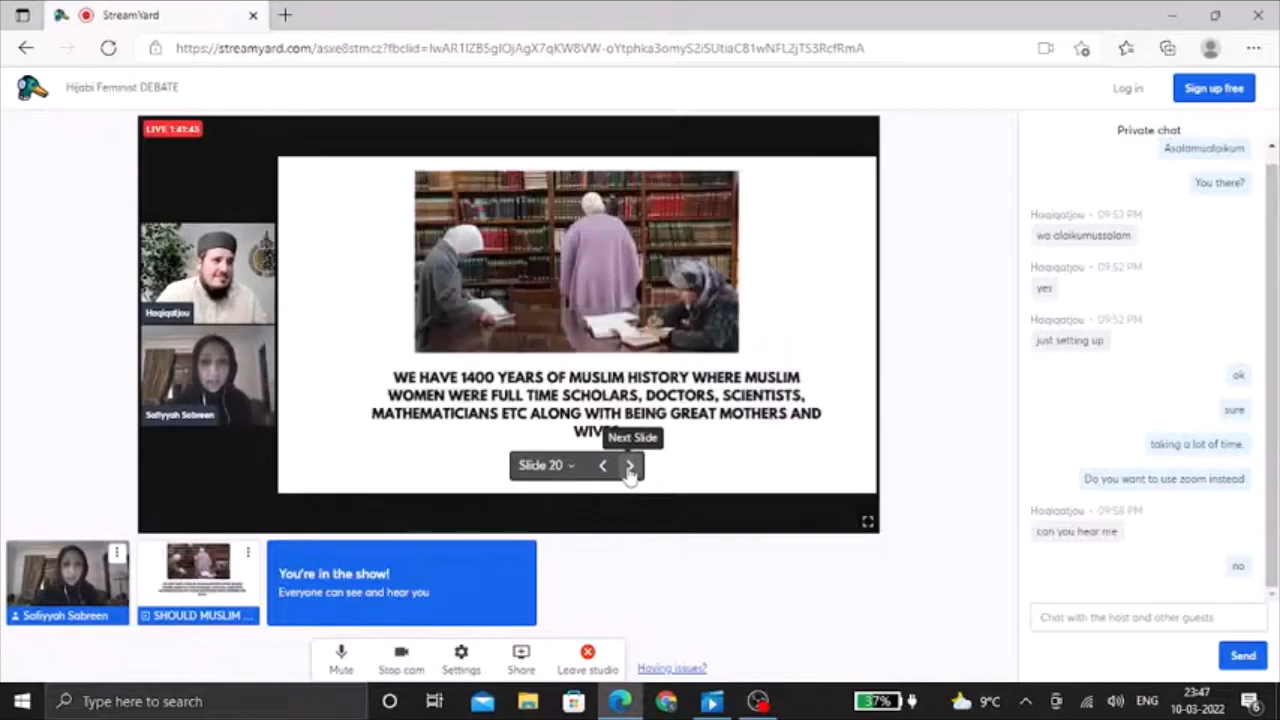 StreamYard
https://streamyard.com/asxe8stmcz?fbclid=IwAR1IZB5gIOjAgX7qKW8VW-oYtphka3omyS2iSUtiaC81wNFL2jTS3RcfRmA
Hijabi Feminist DEBATE
Log in
Sign up free
LIVE 1:41:43
Haqiqatjou
Safiyyah Sabreen
WE HAVE 1400 YEARS OF MUSLIM HISTORY WHERE MUSLIM
WOMEN WERE FULL TIME SCHOLARS, DOCTORS, SCIENTISTS,
MATHEMATICIANS ETC ALONG WITH BEING GREAT MOTHERS AND
Next Slide
Slide 20
Private chat
Asalamualaikum
You there?
Haqiqatjou • 09:52 PM
wa alaikumussalam
Haqiqatjou • 09:52 PM
yes
Haqiqatjou • 09:52 PM
just setting up
ok
sure
taking a lot of time.
Do you want to use zoom instead
Haqiqatjou • 09:58 PM
can you hear me
no
Chat with the host and other guests
Send
Safiyyah Sabreen
SHOULD MUSLIM ...
You're in the show!
Everyone can see and hear you
Mute
Stop cam
Settings
Share
Leave studio
Having issues?
Type here to search
37%
9°C
ENG
23:47
10-03-2022
6